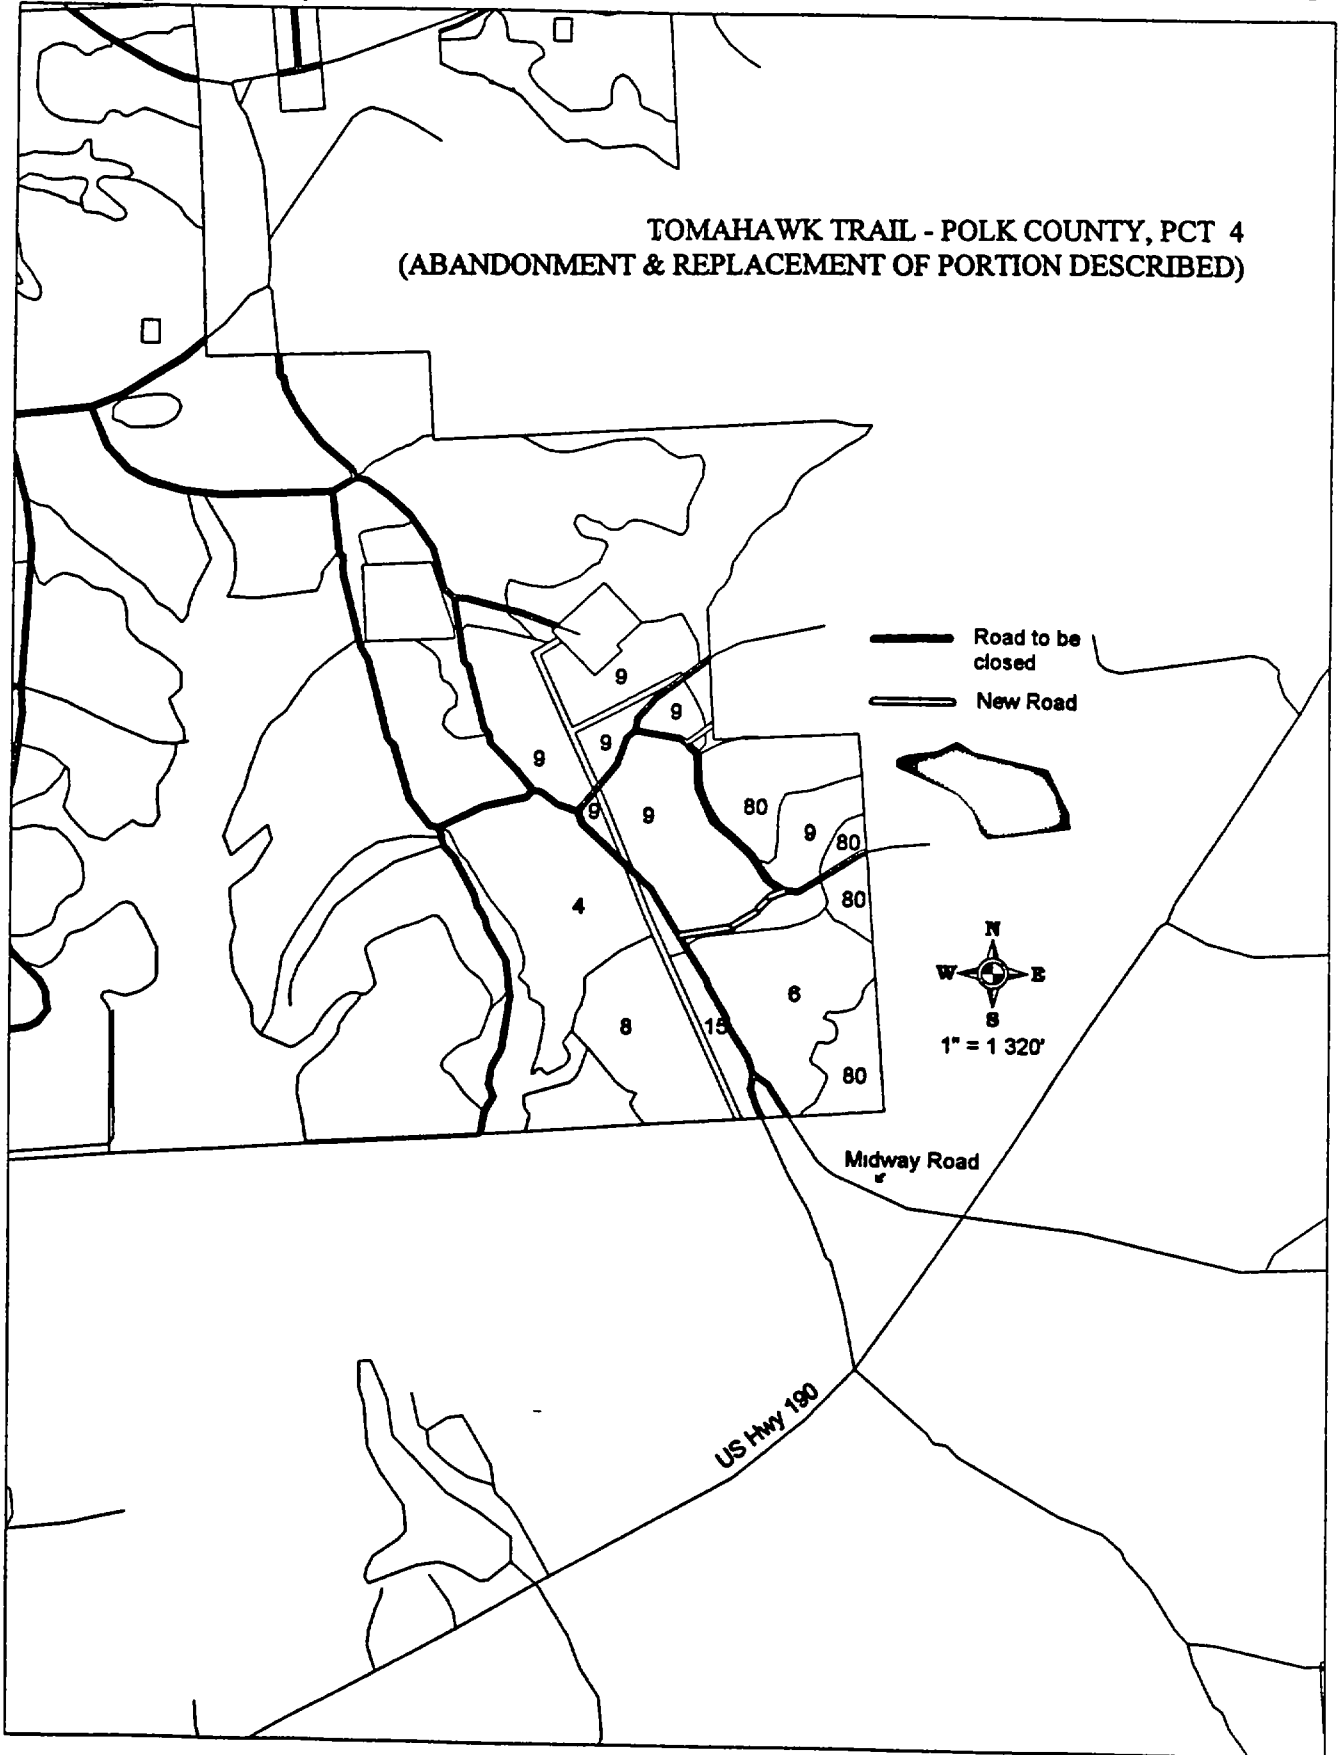 TOMAHAWK TRAIL - POLK COUNTY, PCT 4
(ABANDONMENT & REPLACEMENT OF PORTION DESCRIBED)
Road to be
closed
New Road
9
9
9
9
9
9
80
9
80
80
4
N
W E
S
1" = 1 320'
6
8
15
80
Midway Road
US Hwy 190